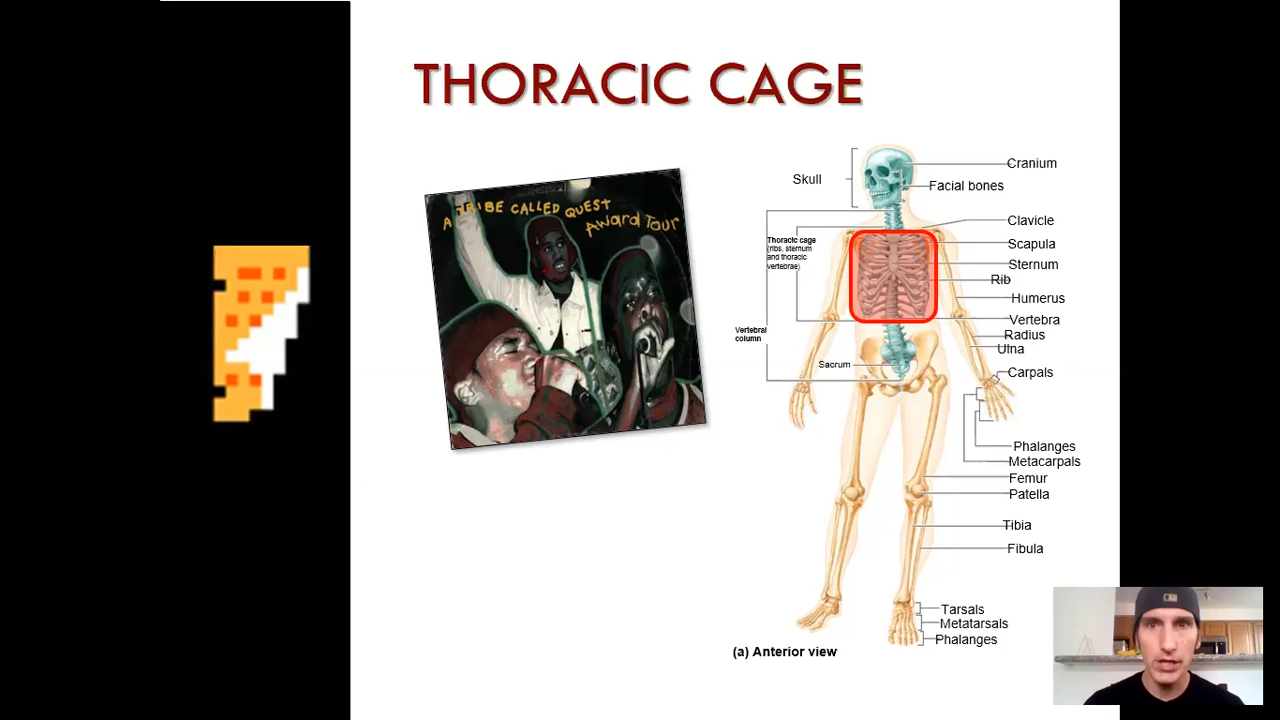 THORACIC CAGE
A TRIBE CALLED QUEST
Award Tour
Skull
Cranium
Facial bones
Clavicle
Thoracic cage
(ribs, sternum
and thoracic
vertebrae)
Scapula
Sternum
Rib
Humerus
Vertebra
Vertebral
column
Radius
Ulna
Sacrum
Carpals
Phalanges
Metacarpals
Femur
Patella
Tibia
Fibula
Tarsals
Metatarsals
Phalanges
(a) Anterior view